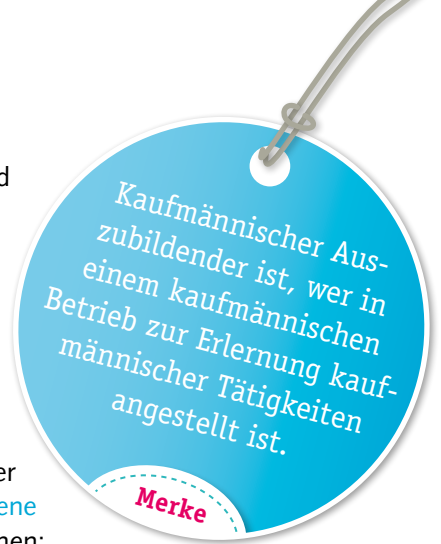 Kaufmännischer Aus-
zubildender ist, wer in
einem kaufmännischen
Betrieb zur Erlernung kauf-
männischer Tätigkeiten
angestellt ist.
Merke